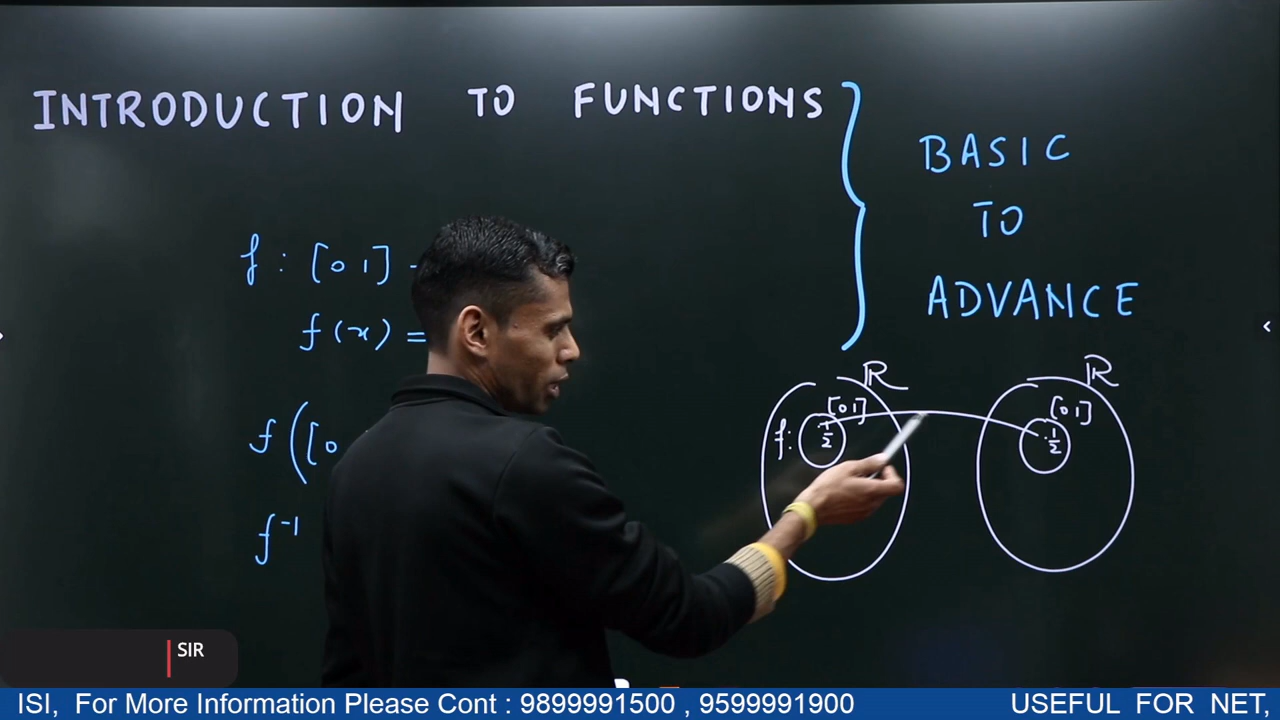 INTRODUCTION TO FUNCTIONS
BASIC
TO
ADVANCE
f : [0 1] -
f(x) =
f([0
f⁻¹
R
R
[0 1]
[0 1]
f:
1/2
1/2
SIR
ISI, For More Information Please Cont : 9899991500 , 9599991900
USEFUL FOR NET,